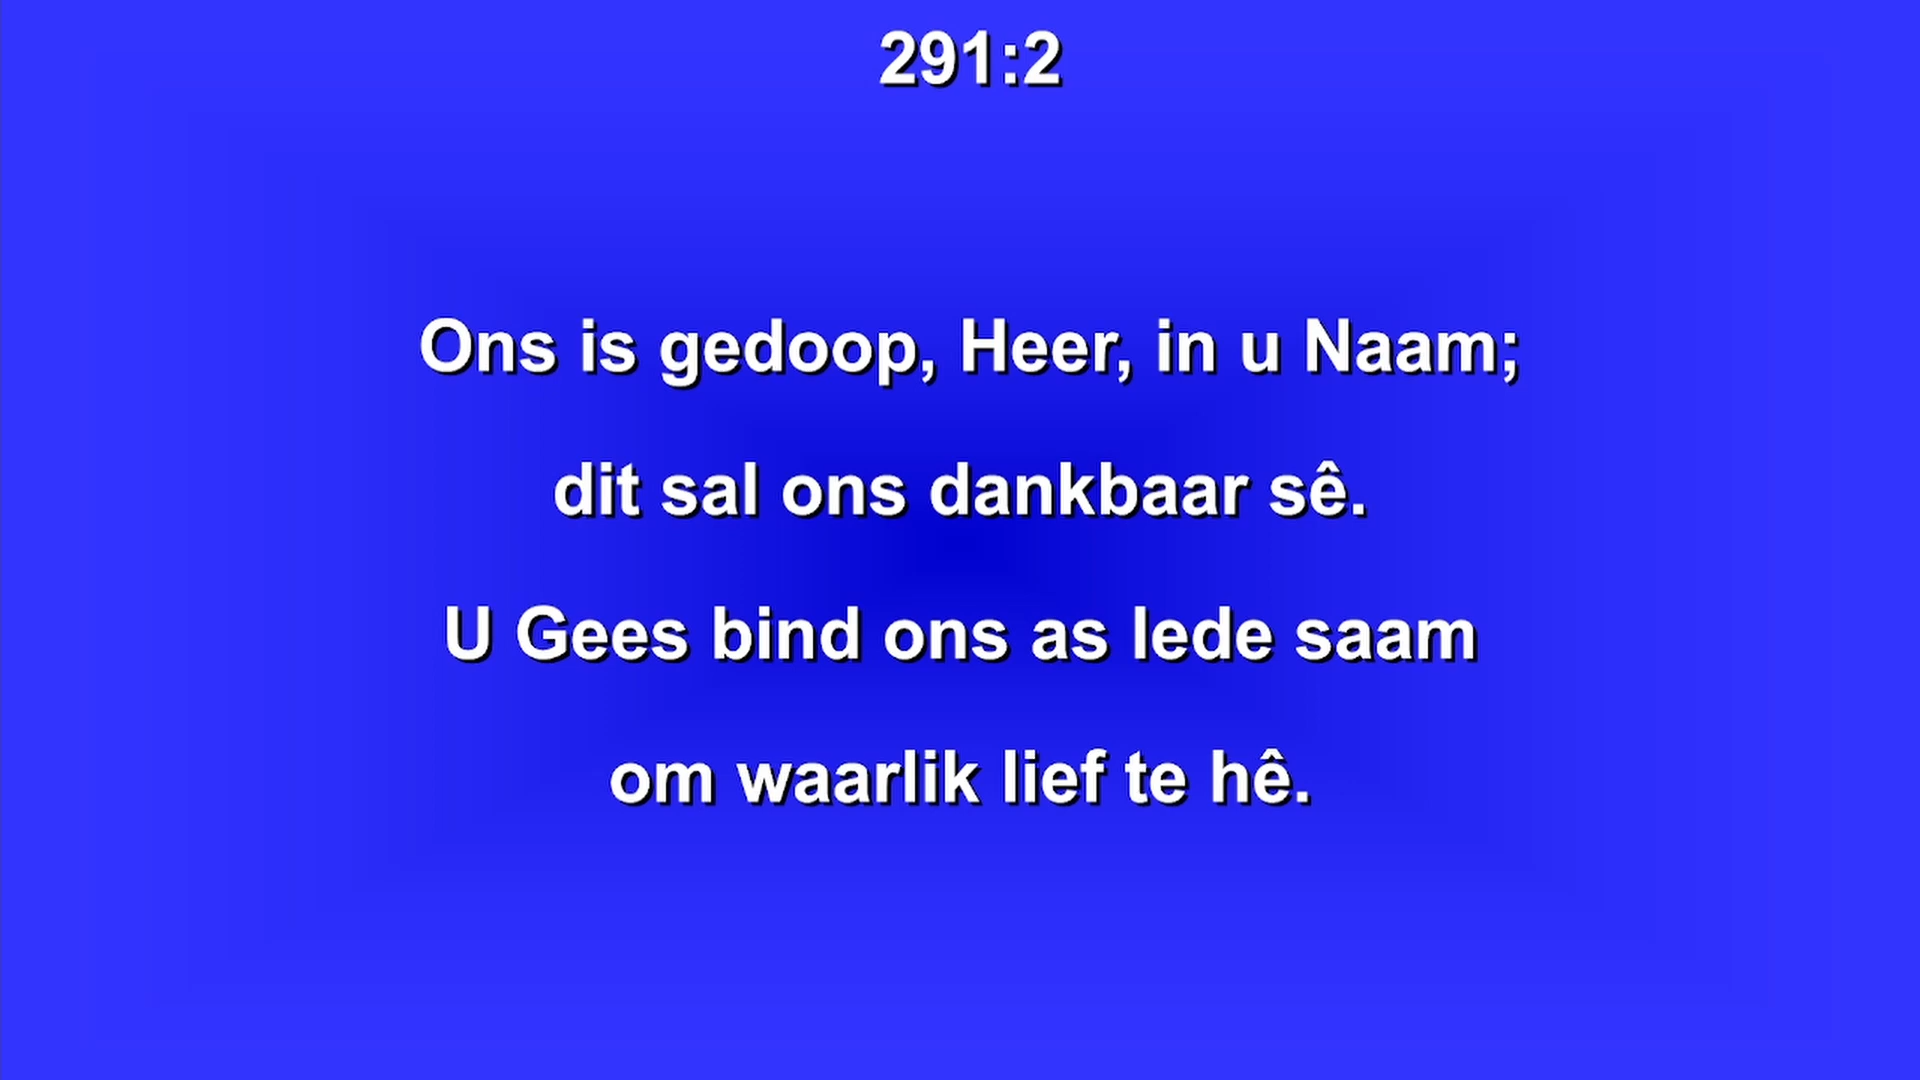 291:2
Ons is gedoop, Heer, in u Naam;
dit sal ons dankbaar sê.
U Gees bind ons as lede saam
om waarlik lief te hê.